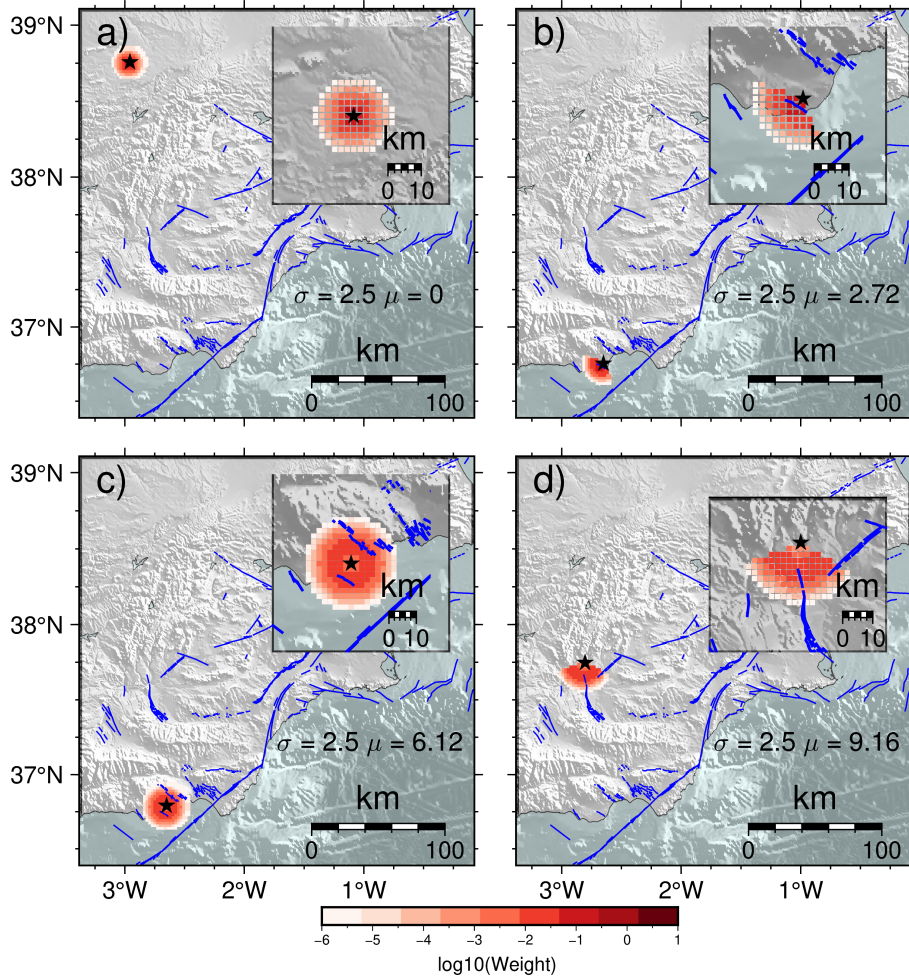 39°N
38°N
37°N
a)
km
0 10
σ = 2.5 μ = 0
km
0 100
b)
km
0 10
σ = 2.5 μ = 2.72
km
0 100
39°N
38°N
37°N
c)
km
0 10
σ = 2.5 μ = 6.12
km
0 100
d)
km
0 10
σ = 2.5 μ = 9.16
km
0 100
3°W 2°W 1°W
3°W 2°W 1°W
−6 −5 −4 −3 −2 −1 0 1
log10(Weight)